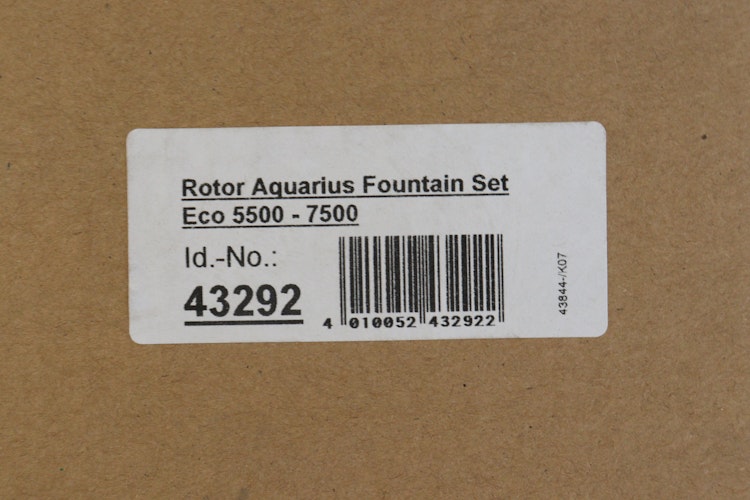 Rotor Aquarius Fountain Set
Eco 5500 - 7500
Id.-No.:
43292
4 010052 432922
43844-/K07